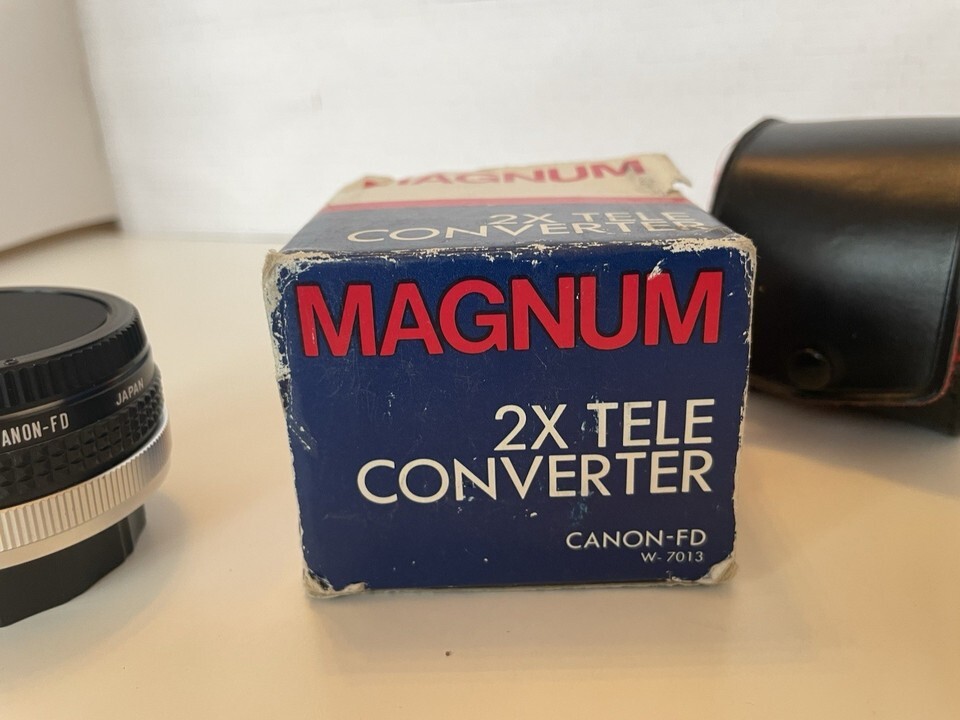 MAGNUM
2X TELE
CONVERTER
MAGNUM
2X TELE
CONVERTER
CANON-FD
W-7013
JAPAN
ANON-FD